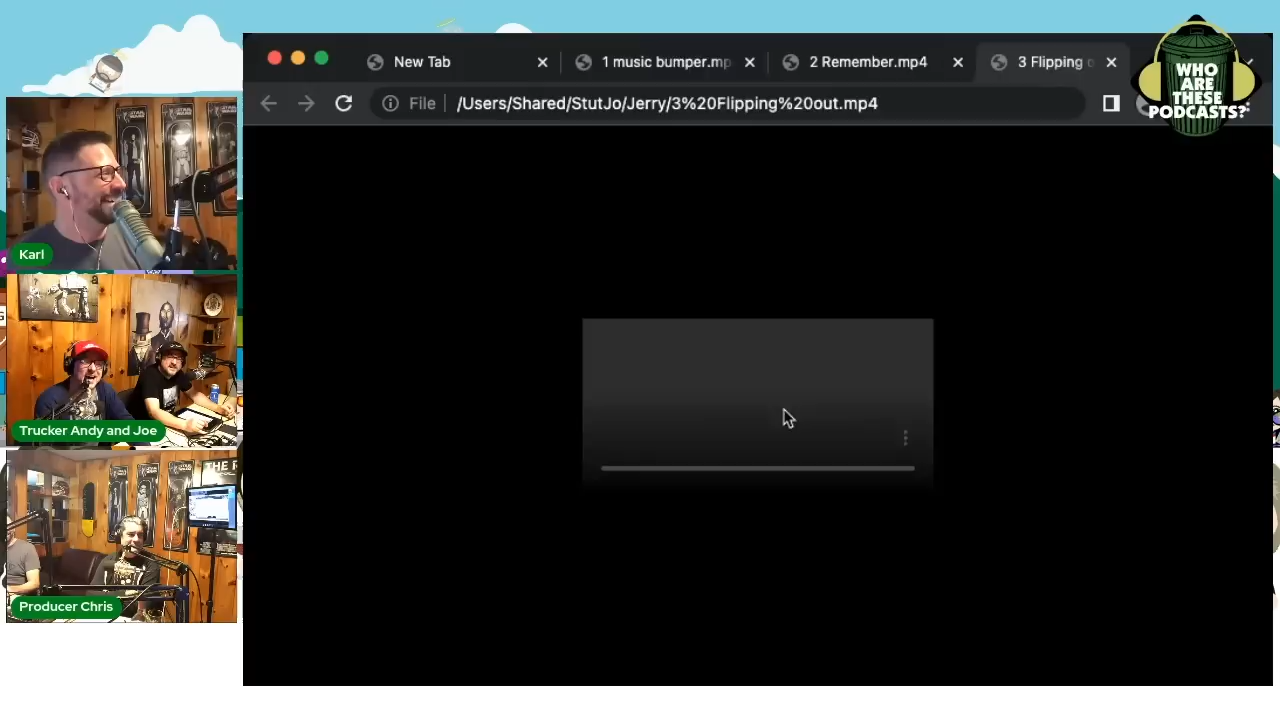 New Tab
1 music bumper.mp
2 Remember.mp4
3 Flipping o
File
/Users/Shared/StutJo/Jerry/3%20Flipping%20out.mp4
WHO
ARE
THESE
PODCASTS?
Karl
Trucker Andy and Joe
Producer Chris